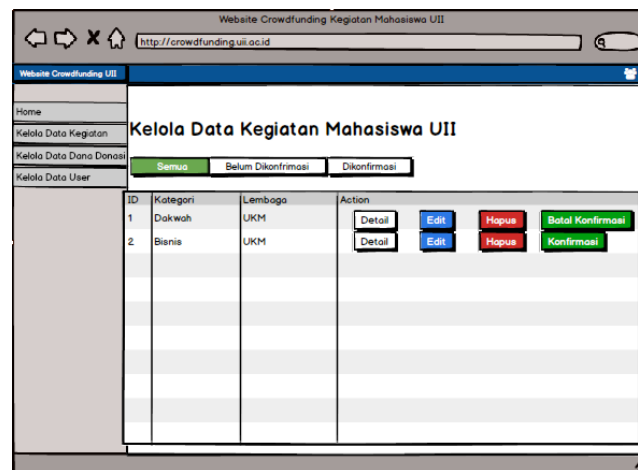 Website Crowdfunding Kegiatan Mahasiswa UII
http://crowdfunding.uii.ac.id
Website Crowdfunding UII
Home
Kelola Data Kegiatan
Kelola Data Dana Donasi
Kelola Data User
Kelola Data Kegiatan Mahasiswa UII
Semua Belum Dikonfrimasi Dikonfirmasi
ID Kategori Lembaga Action
1 Dakwah UKM Detail Edit Hapus Batal Konfirmasi
2 Bisnis UKM Detail Edit Hapus Konfirmasi